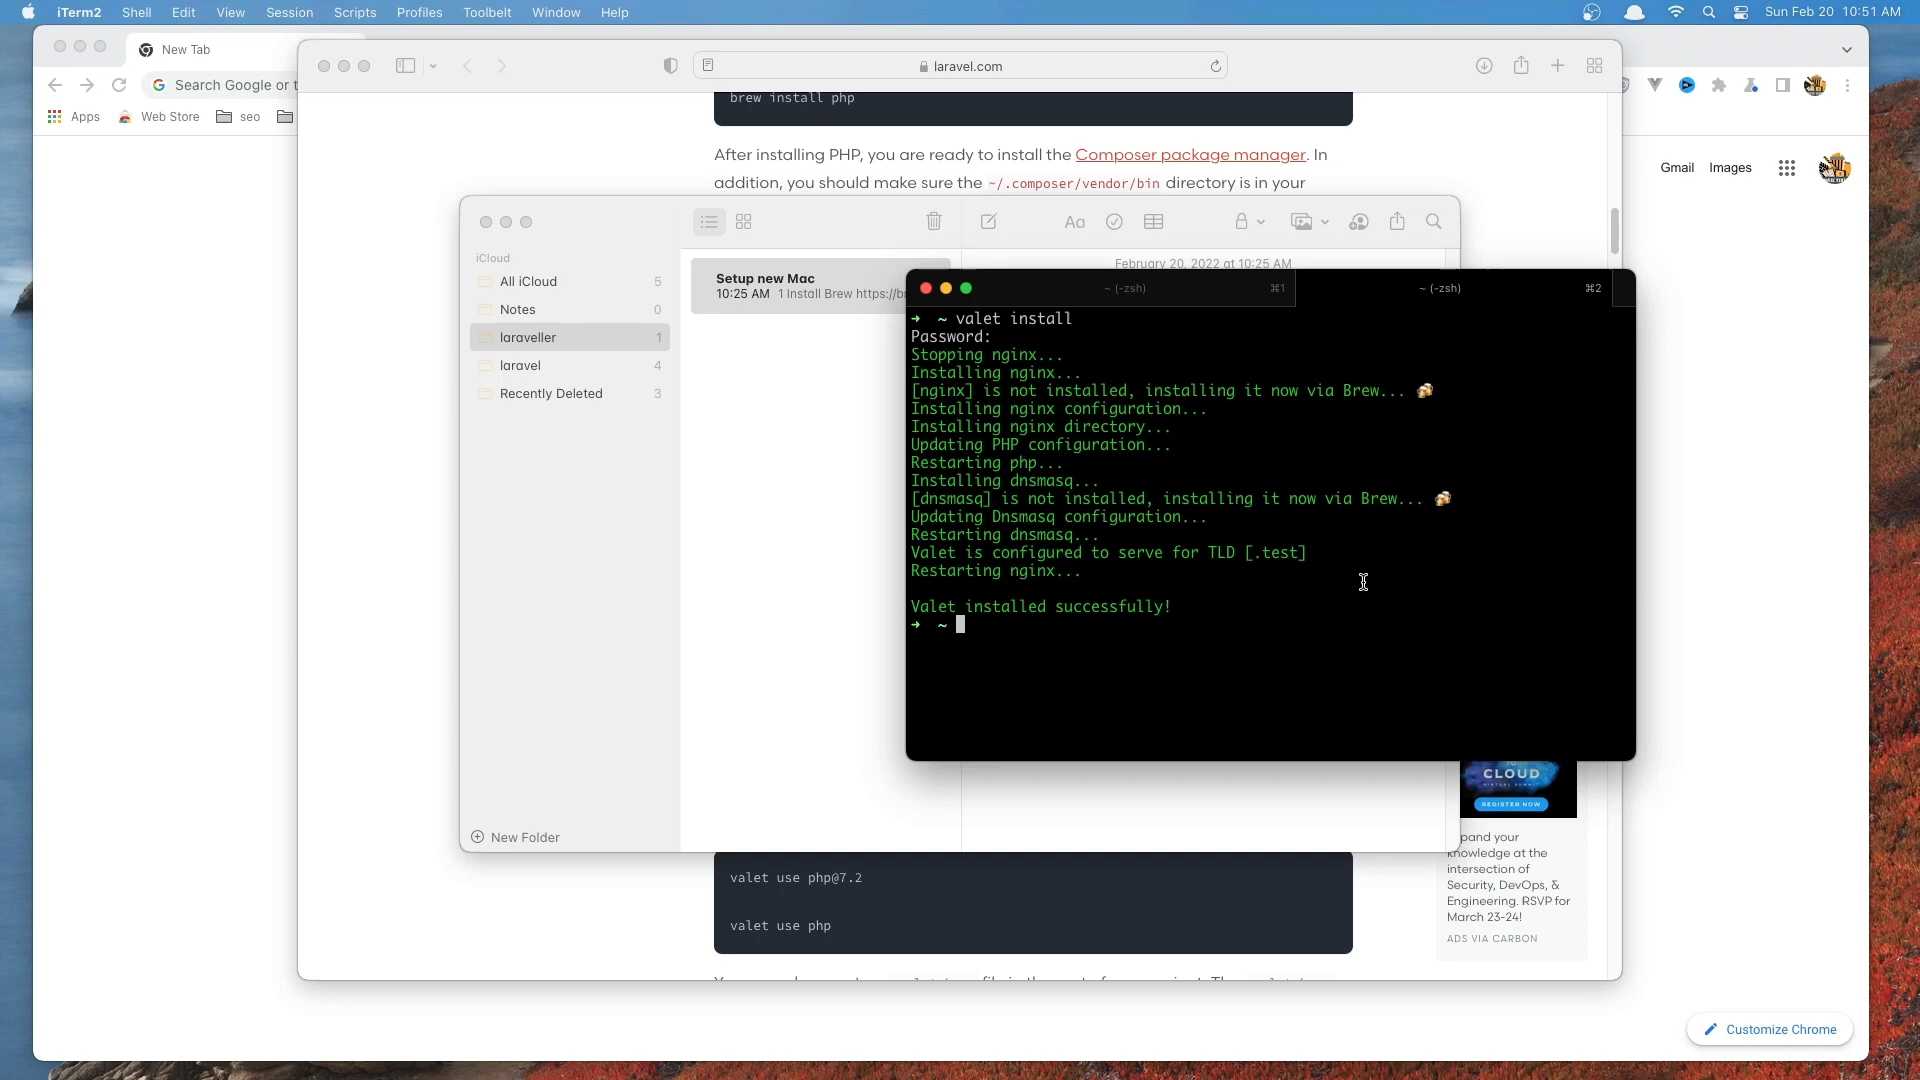 iTerm2 Shell Edit View Session Scripts Profiles Toolbelt Window Help Sun Feb 20 10:51 AM
New Tab
laravel.com
Search Google or t
Apps Web Store seo
Gmail Images
brew install php
After installing PHP, you are ready to install the Composer package manager. In
addition, you should make sure the ~/.composer/vendor/bin directory is in your
iCloud
All iCloud 5
Notes 0
laraveller 1
laravel 4
Recently Deleted 3
New Folder
Aa
Setup new Mac
10:25 AM 1 Install Brew https://br
February 20, 2022 at 10:25 AM
~ (-zsh) ⌘1 ~ (-zsh) ⌘2
➜ ~ valet install
Password:
Stopping nginx...
Installing nginx...
[nginx] is not installed, installing it now via Brew... 🍻
Installing nginx configuration...
Installing nginx directory...
Updating PHP configuration...
Restarting php...
Installing dnsmasq...
[dnsmasq] is not installed, installing it now via Brew... 🍻
Updating Dnsmasq configuration...
Restarting dnsmasq...
Valet is configured to serve for TLD [.test]
Restarting nginx...
Valet installed successfully!
➜ ~
CLOUD
VIRTUAL SUMMIT
REGISTER NOW
pand your
knowledge at the
intersection of
Security, DevOps, &
Engineering. RSVP for
March 23-24!
ADS VIA CARBON
valet use php@7.2
valet use php
Customize Chrome